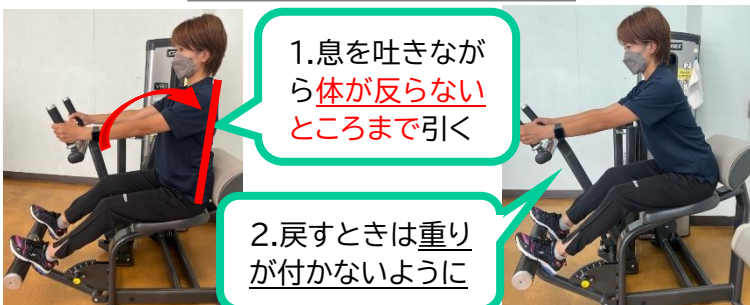 1.息を吐きなが
ら体が反らない
ところまで引く
2.戻すときは重り
が付かないように